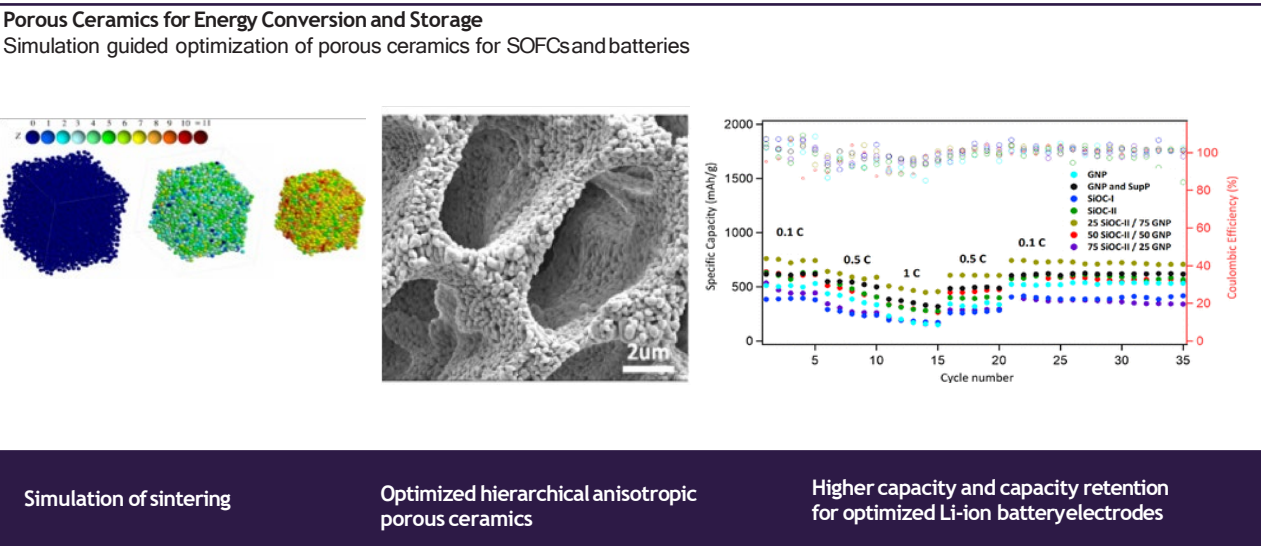 Porous Ceramics for Energy Conversion and Storage
Simulation guided optimization of porous ceramics for SOFCs and batteries
0 1 2 3 4 5 6 7 8 9 10 =11
Z
2um
2000
1500
1000
500
0
Specific Capacity (mAh/g)
0.1 C
0.5 C
1 C
0.5 C
0.1 C
GNP
GNP and SupP
SiOC-I
SiOC-II
25 SiOC-II / 75 GNP
50 SiOC-II / 50 GNP
75 SiOC-II / 25 GNP
100
80
60
40
20
0
Coulombic Efficiency (%)
5 10 15 20 25 30 35
Cycle number
Simulation of sintering
Optimized hierarchical anisotropic
porous ceramics
Higher capacity and capacity retention
for optimized Li-ion battery electrodes